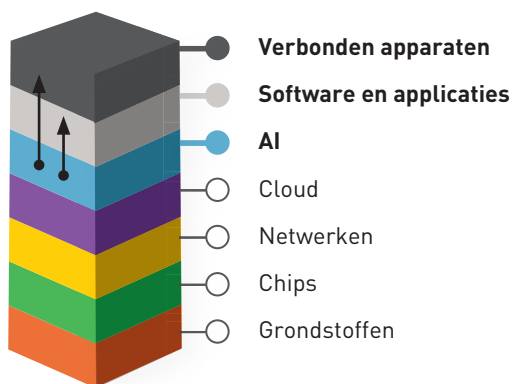 Verbonden apparaten
Software en applicaties
AI
Cloud
Netwerken
Chips
Grondstoffen